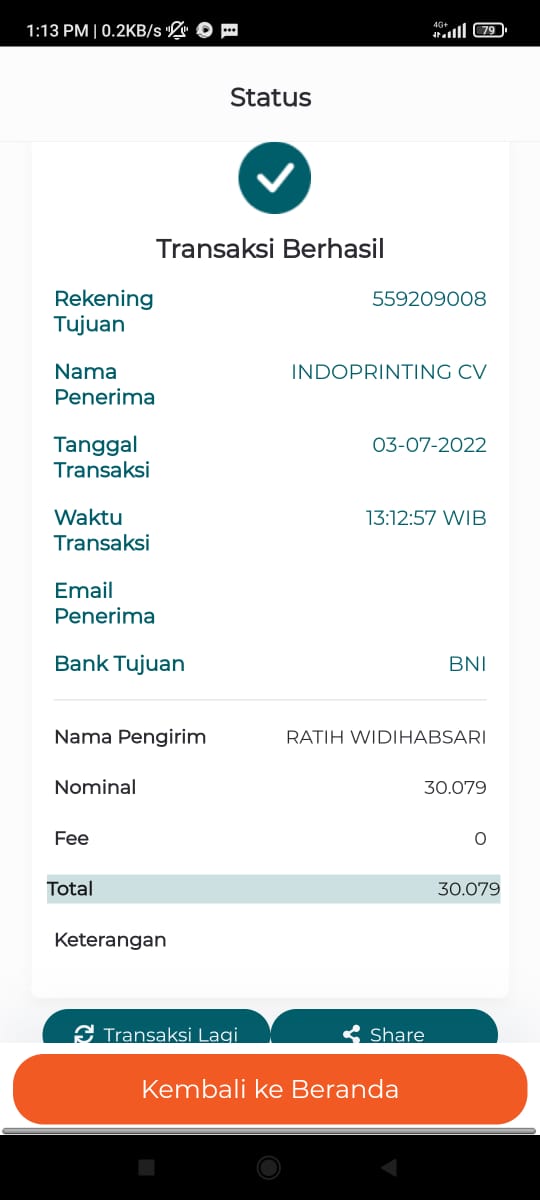 1:13 PM | 0.2KB/s
4G+
79
Status
Transaksi Berhasil
Rekening Tujuan 559209008
Nama Penerima INDOPRINTING CV
Tanggal Transaksi 03-07-2022
Waktu Transaksi 13:12:57 WIB
Email Penerima
Bank Tujuan BNI
Nama Pengirim RATIH WIDIHABSARI
Nominal 30.079
Fee 0
Total 30.079
Keterangan
Transaksi Lagi Share
Kembali ke Beranda